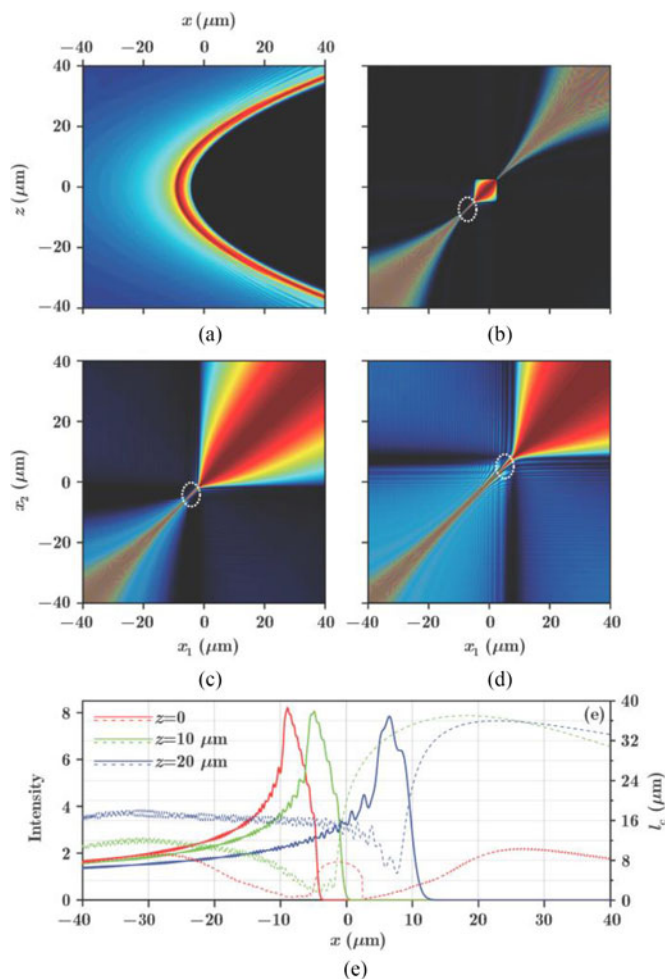 x (μm)
−40 −20 0 20 40
40
20
z (μm) 0
−20
−40
(a) (b)
40
20
x₂ 0
−20
−40
−40 −20 0 20 40 −40 −20 0 20 40
x₁ (μm) x₁ (μm)
(c) (d)
8 z=0 (e) 40
z=10 μm 32
6 z=20 μm
Intensity 4 24 l_c (μm)
16
2 8
0 0
−40 −30 −20 −10 0 10 20 30 40
x (μm)
(e)